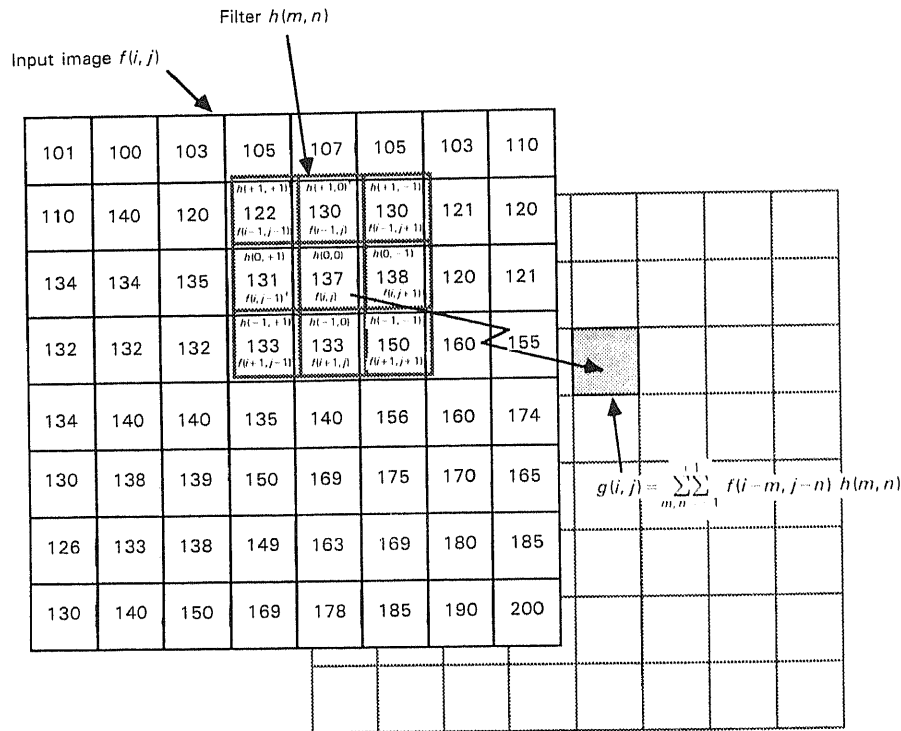 Filter h(m, n)
Input image f(i, j)
101 100 103 105 107 105 103 110
h(+1, +1) h(+1, 0) h(+1, −1)
110 140 120 122 130 130 121 120
f(i−1, j−1) f(i−1, j) f(i−1, j+1)
h(0, +1) h(0,0) h(0, −1)
134 134 135 131 137 138 120 121
f(i, j−1) f(i, j) f(i, j+1)
h(−1, +1) h(−1,0) h(−1, −1)
132 132 132 133 133 150 160 155
f(i+1, j−1) f(i+1, j) f(i+1, j+1)
134 140 140 135 140 156 160 174
130 138 139 150 169 175 170 165
g(i, j) = ∑∑ f(i−m, j−n) h(m, n)
126 133 138 149 163 169 180 185
130 140 150 169 178 185 190 200